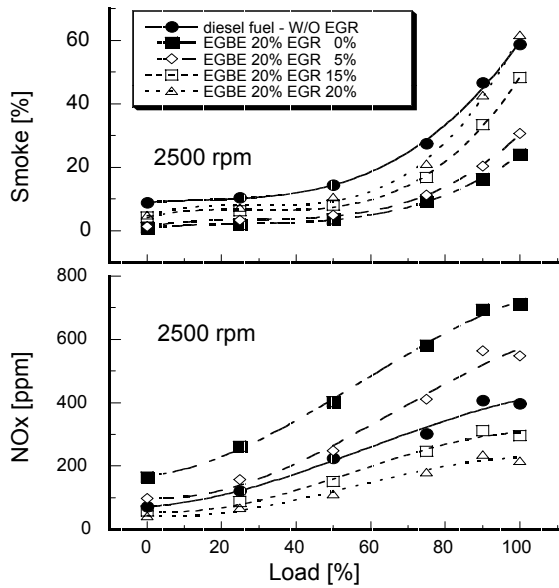 diesel fuel - W/O EGR
EGBE 20% EGR 0%
EGBE 20% EGR 5%
EGBE 20% EGR 15%
EGBE 20% EGR 20%
60
40
20
0
Smoke [%]
2500 rpm
800
600
400
200
0
NOx [ppm]
2500 rpm
0 20 40 60 80 100
Load [%]